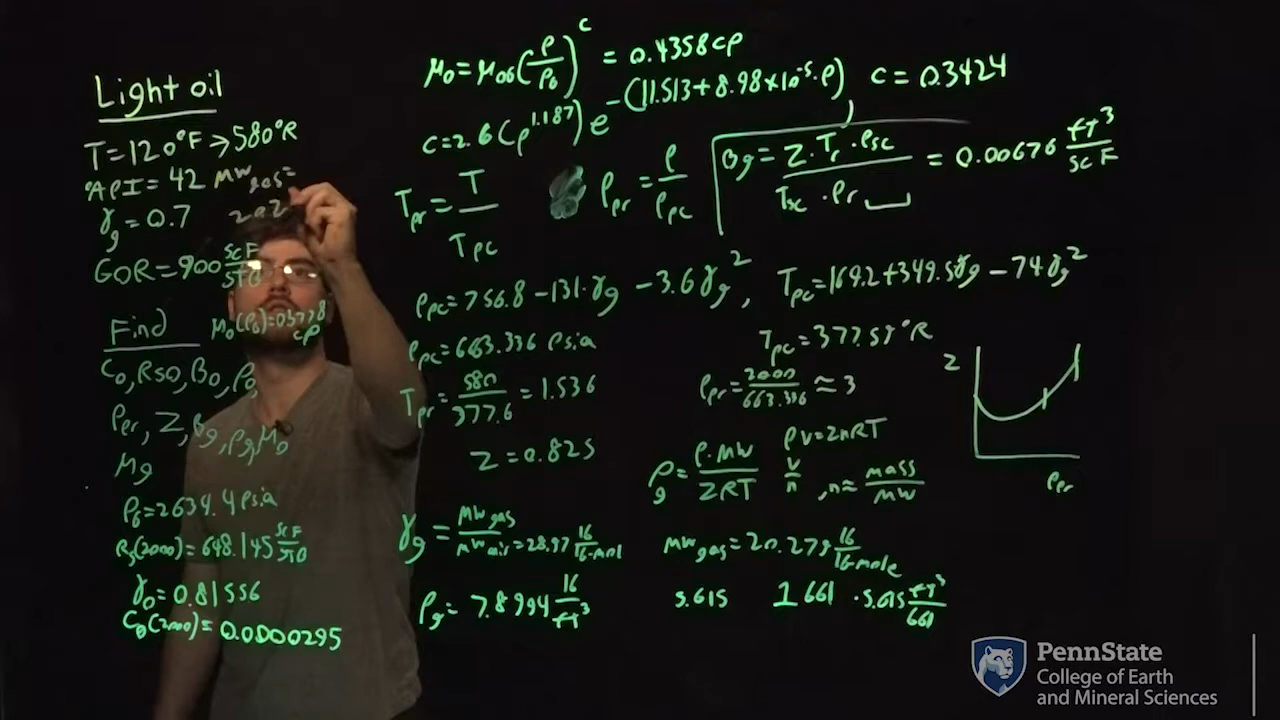 Light oil
T=120°F→580°R
API=42 MWgas=
γg=0.7 202
GOR=900 SCF/STB
Find μo(Pb)=0.3778 cp
Co, Rso, Bo, ρo,
Ppr, Z, Bg, ρg, μo
μg
Pb=2634.4 Psia
Rs(2000)=648.145 SCF/STB
γo=0.81556
Co(2000)=0.0000295
μo=μob(P/Pb)^c = 0.4358cp
c=2.6(P^1.187)e^-(11.513+8.98×10^-5·P) c=0.3424
Tpr=T/Tpc Ppr=P/Ppc Bg=Z·Tr·Psc/Tsc·Pr = 0.00676 ft³/SCF
Ppc=756.8-131·γg-3.6γg², Tpc=169.2+349.5γg-74γg²
Ppc=663.336 Psia Tpc=377.59°R
Tpr=580/377.6=1.536 Ppr=2000/663.336≈3
Z=0.825
PV=ZnRT
ρg=P·MW/ZRT V/n, n≈mass/MW
γg=MWgas/MWair=28.97 lb/lb-mol MWgas=20.279 lb/lb-mole
ρg=7.8994 lb/ft³ 5.615 1 bbl ·5.615 ft³/bbl
Z
Ppr
PennState
College of Earth
and Mineral Sciences